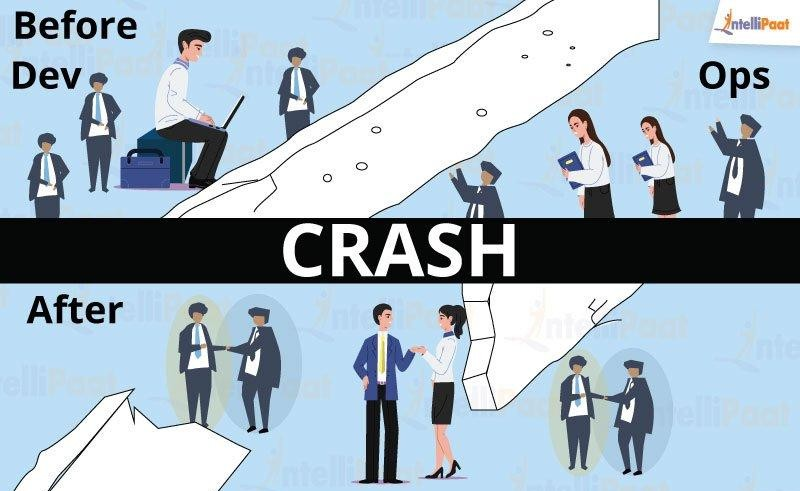 Before
Dev
IntelliPaat
Ops
CRASH
After